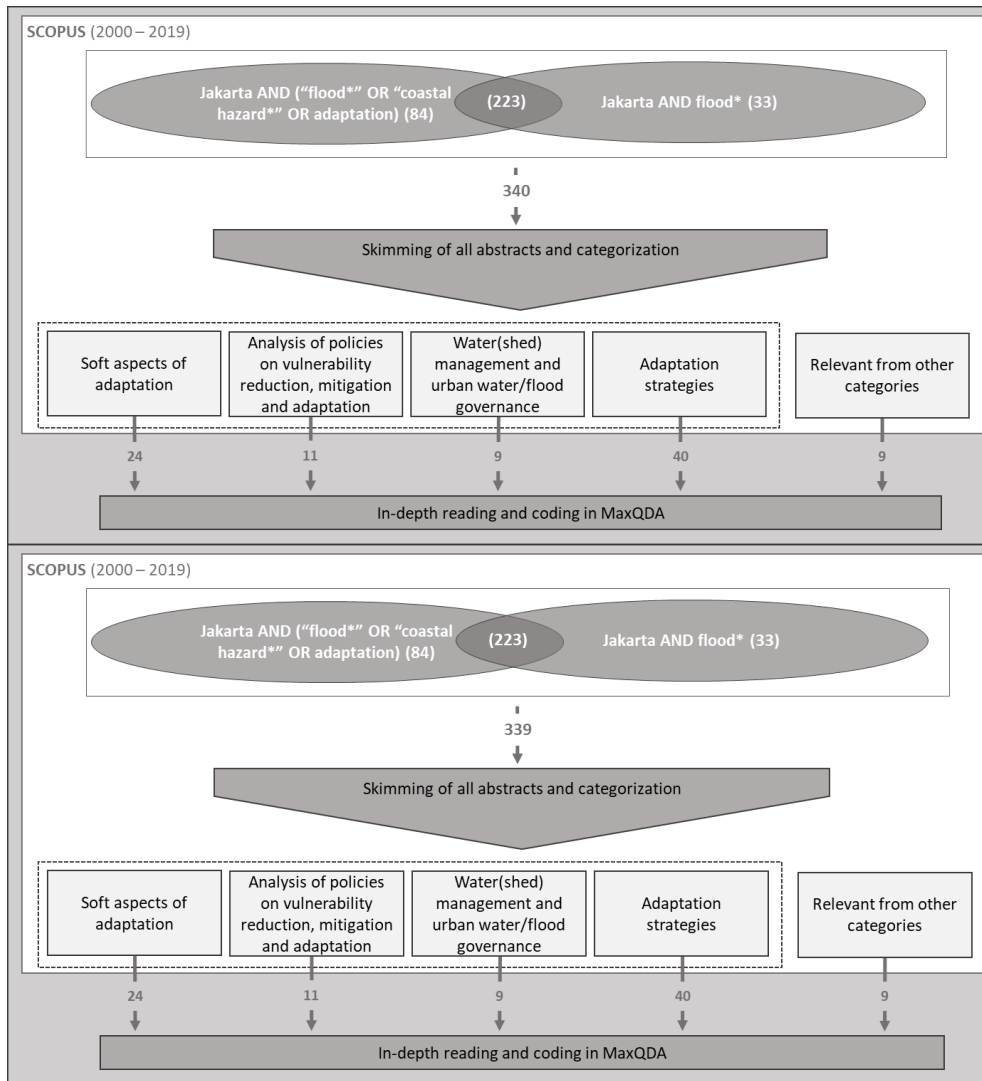 SCOPUS (2000 – 2019)
Jakarta AND (“flood*” OR “coastal
hazard*” OR adaptation) (84)
(223)
Jakarta AND flood* (33)
340
Skimming of all abstracts and categorization
Soft aspects of
adaptation
Analysis of policies
on vulnerability
reduction, mitigation
and adaptation
Water(shed)
management and
urban water/flood
governance
Adaptation
strategies
Relevant from other
categories
24
11
9
40
9
In-depth reading and coding in MaxQDA
SCOPUS (2000 – 2019)
Jakarta AND (“flood*” OR “coastal
hazard*” OR adaptation) (84)
(223)
Jakarta AND flood* (33)
339
Skimming of all abstracts and categorization
Soft aspects of
adaptation
Analysis of policies
on vulnerability
reduction, mitigation
and adaptation
Water(shed)
management and
urban water/flood
governance
Adaptation
strategies
Relevant from other
categories
24
11
9
40
9
In-depth reading and coding in MaxQDA